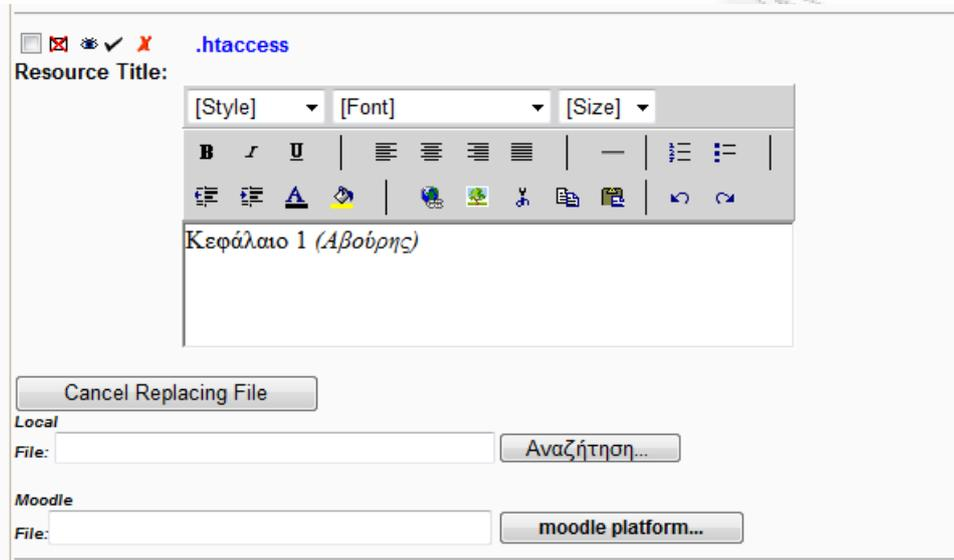 .htaccess
Resource Title:
[Style] [Font] [Size]
B I U
A
Κεφάλαιο 1 (Αβούρης)
Cancel Replacing File
Local
File: Αναζήτηση...
Moodle
File: moodle platform...